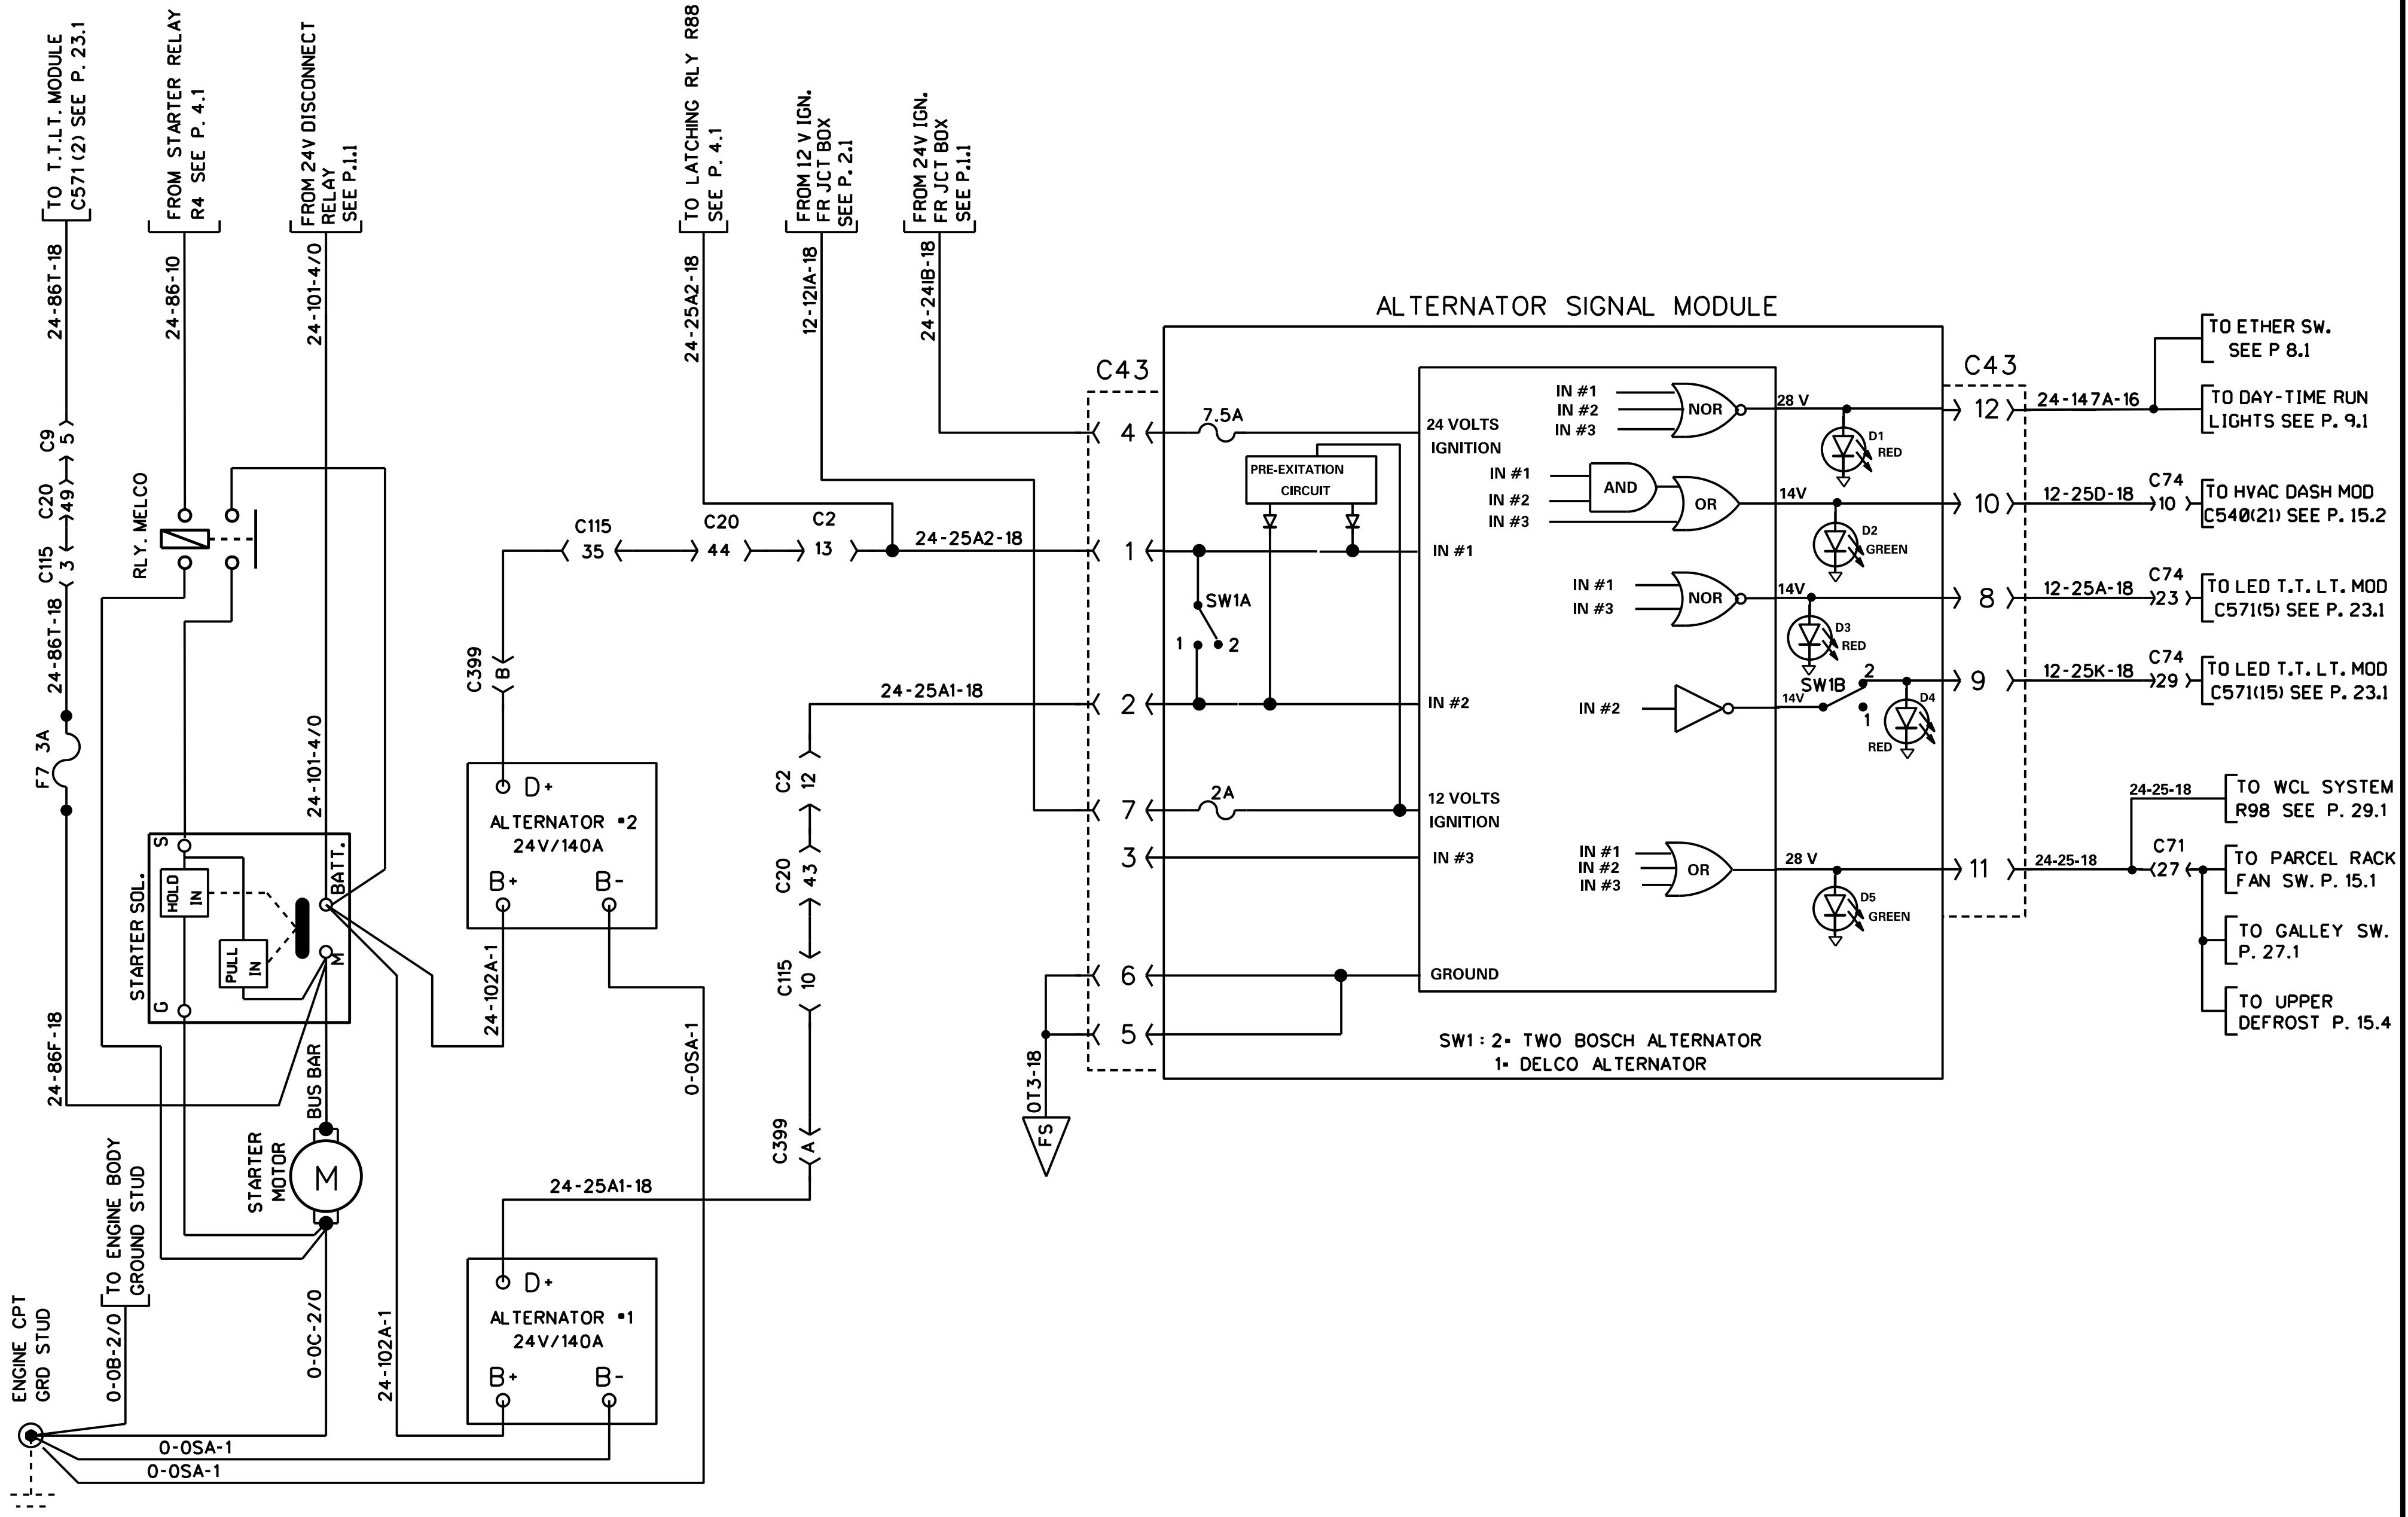 TO T.T.LT. MODULE
C571 (2) SEE P. 23.1
24-86T-18
C9
5
C20
49
C115
3
24-86T-18
F7 3A
24-86F-18
FROM STARTER RELAY
R4 SEE P. 4.1
24-86-10
RLY. MELCO
FROM 24V DISCONNECT
RELAY
SEE P.1.1
24-101-4/0
24-101-4/0
STARTER SOL.
S
HOLD
IN
PULL
IN
G
BATT.
M
BUS BAR
STARTER
MOTOR
M
TO ENGINE BODY
GROUND STUD
0-0B-2/0
ENGINE CPT
GRD STUD
0-0C-2/0
24-102A-1
0-0SA-1
0-0SA-1
TO LATCHING RLY R88
SEE P. 4.1
24-25A2-18
FROM 12 V IGN.
FR JCT BOX
SEE P. 2.1
12-121A-18
FROM 24V IGN.
FR JCT BOX
SEE P.1.1
24-241B-18
C115
35
C20
44
C2
13
24-25A2-18
C399
B
D+
ALTERNATOR #2
24V/140A
B+
B-
24-102A-1
0-0SA-1
24-25A1-18
C2
12
C20
43
C115
10
C399
A
24-25A1-18
D+
ALTERNATOR #1
24V/140A
B+
B-
ALTERNATOR SIGNAL MODULE
C43
4
7.5A
24 VOLTS
IGNITION
PRE-EXITATION
CIRCUIT
1
IN #1
SW1A
1
2
2
IN #2
7
2A
12 VOLTS
IGNITION
3
IN #3
6
GROUND
5
0T3-18
FS
IN #1
IN #2
IN #3
NOR
28 V
D1
RED
IN #1
IN #2
IN #3
AND
OR
14V
D2
GREEN
IN #1
IN #3
NOR
14V
D3
RED
IN #2
14V
SW1B
2
1
D4
RED
IN #1
IN #2
IN #3
OR
28 V
D5
GREEN
SW1 : 2= TWO BOSCH ALTERNATOR
1= DELCO ALTERNATOR
C43
12
24-147A-16
TO ETHER SW.
SEE P 8.1
TO DAY-TIME RUN
LIGHTS SEE P. 9.1
10
12-25D-18
C74
10
TO HVAC DASH MOD
C540(21) SEE P. 15.2
8
12-25A-18
C74
23
TO LED T.T. LT. MOD
C571(5) SEE P. 23.1
9
12-25K-18
C74
29
TO LED T.T. LT. MOD
C571(15) SEE P. 23.1
24-25-18
TO WCL SYSTEM
R98 SEE P. 29.1
11
24-25-18
C71
27
TO PARCEL RACK
FAN SW. P. 15.1
TO GALLEY SW.
P. 27.1
TO UPPER
DEFROST P. 15.4